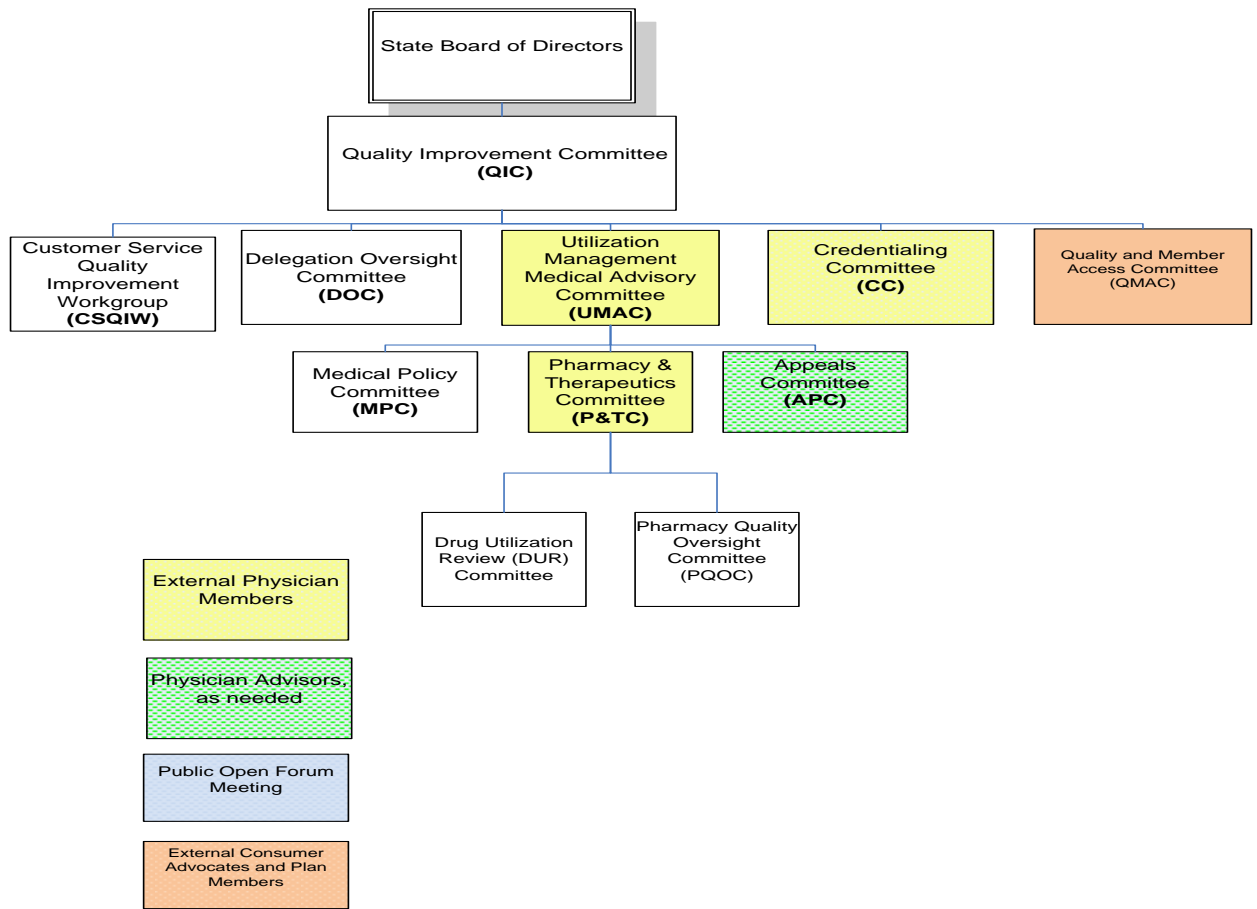 State Board of Directors
Quality Improvement Committee
(QIC)
Customer Service
Quality
Improvement
Workgroup
(CSQIW)
Delegation Oversight
Committee
(DOC)
Utilization
Management
Medical Advisory
Committee
(UMAC)
Credentialing
Committee
(CC)
Quality and Member
Access Committee
(QMAC)
Medical Policy
Committee
(MPC)
Pharmacy &
Therapeutics
Committee
(P&TC)
Appeals
Committee
(APC)
Drug Utilization
Review (DUR)
Committee
Pharmacy Quality
Oversight
Committee
(PQOC)
External Physician
Members
Physician Advisors,
as needed
Public Open Forum
Meeting
External Consumer
Advocates and Plan
Members